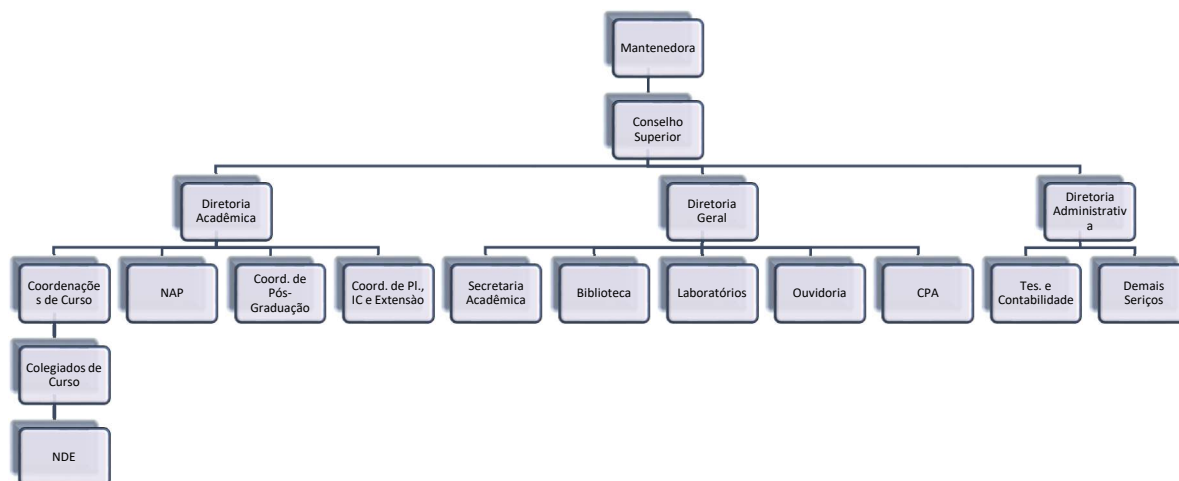 Mantenedora
Conselho
Superior
Diretoria
Acadêmica
Diretoria
Geral
Diretoria
Administrativ
a
Coordenaçõe
s de Curso
NAP
Coord. de
Pós-
Graduação
Coord. de Pl.,
IC e Extensào
Secretaria
Acadêmica
Biblioteca
Laboratórios
Ouvidoria
CPA
Tes. e
Contabilidade
Demais
Seriços
Colegiados de
Curso
NDE